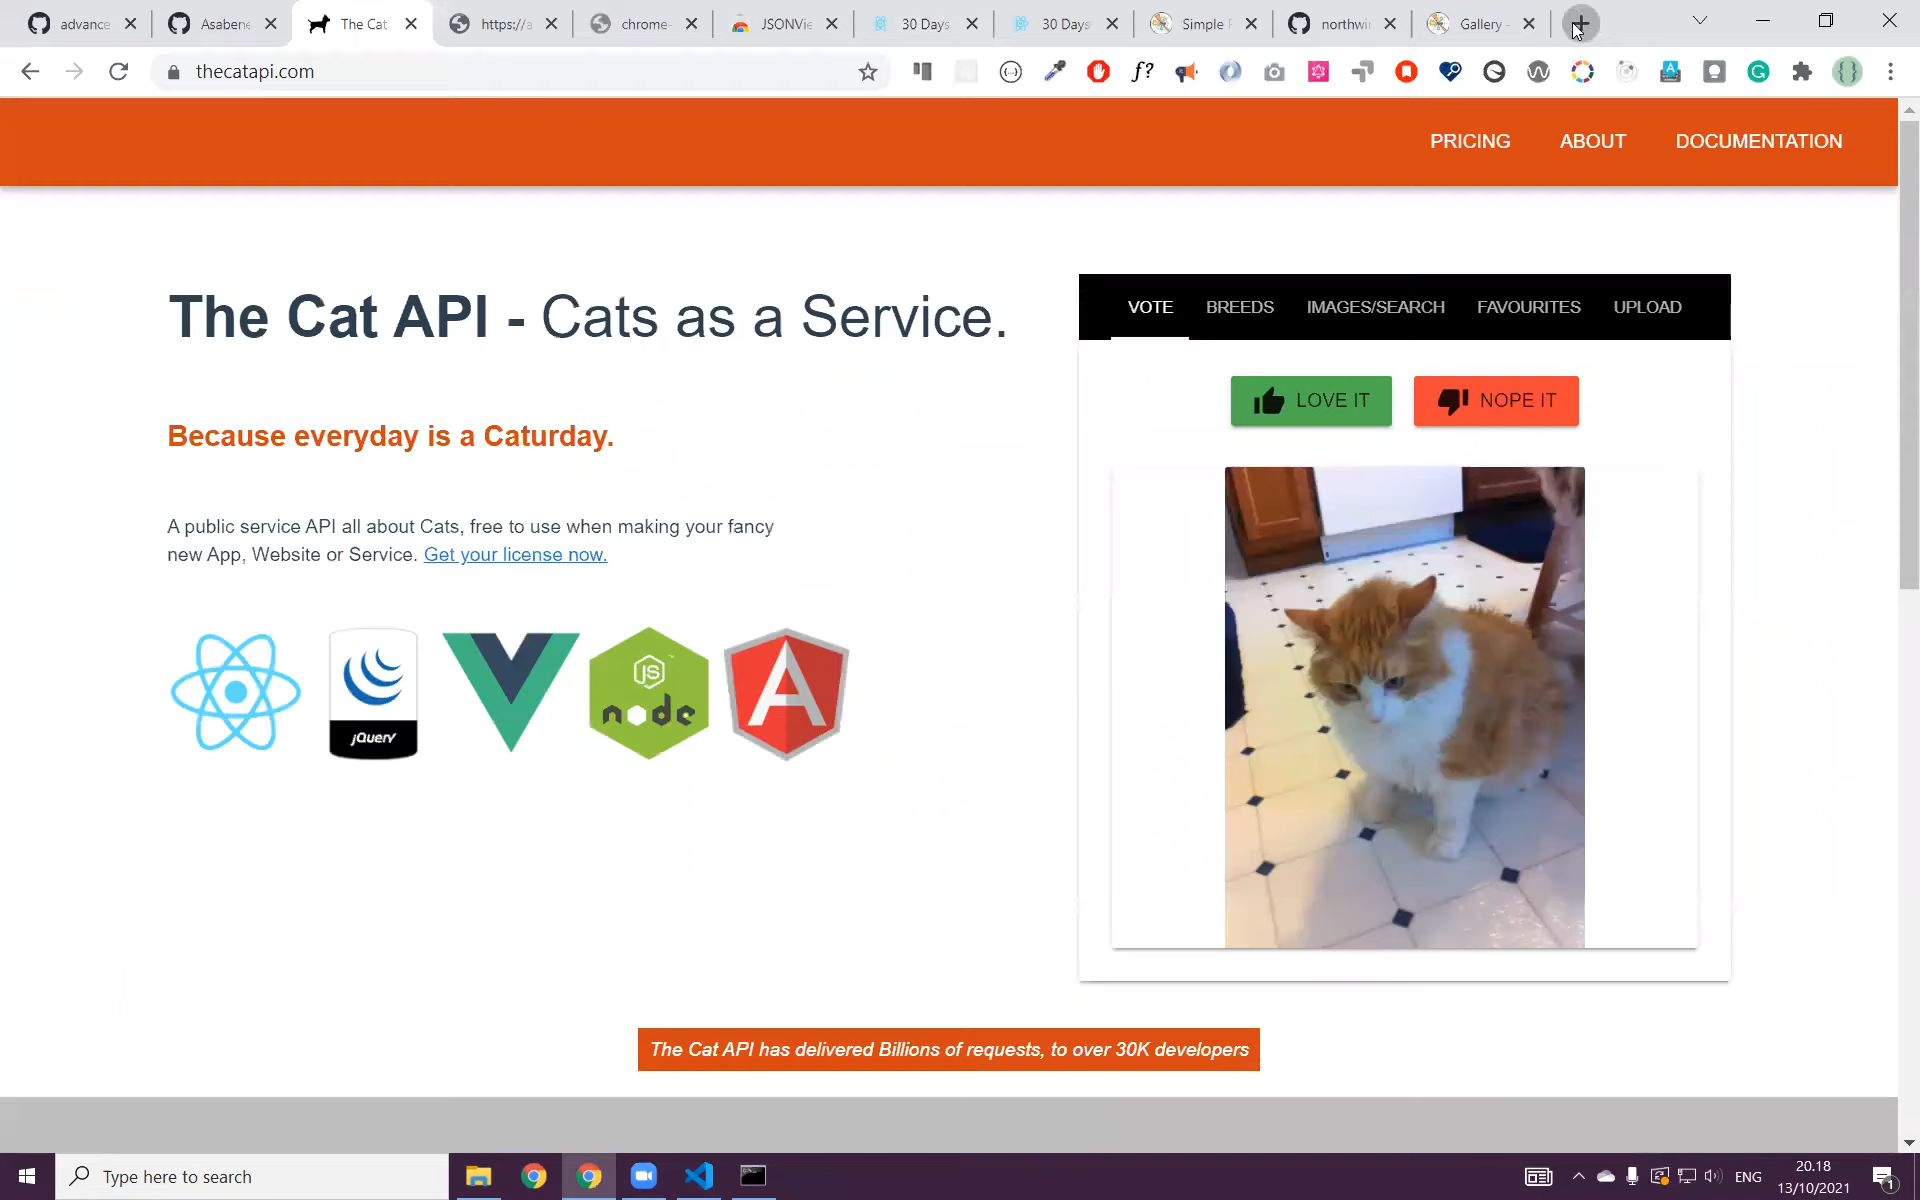 advance
Asabene
The Cat
https://a
chrome-
JSONVie
30 Days
30 Days
Simple
northwi
Gallery -
thecatapi.com
PRICING
ABOUT
DOCUMENTATION
The Cat API - Cats as a Service.
VOTE
BREEDS
IMAGES/SEARCH
FAVOURITES
UPLOAD
LOVE IT
NOPE IT
Because everyday is a Caturday.
A public service API all about Cats, free to use when making your fancy
new App, Website or Service. Get your license now.
jQuery
JS
node
A
The Cat API has delivered Billions of requests, to over 30K developers
Type here to search
ENG
20.18
13/10/2021
1